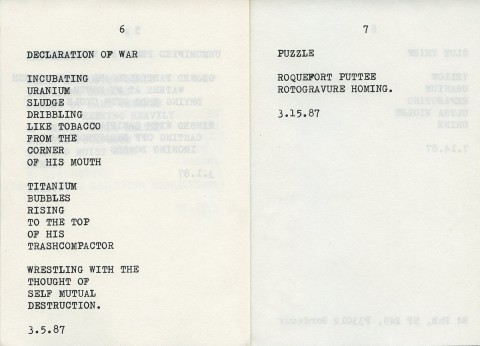 6
DECLARATION OF WAR
INCUBATING
URANIUM
SLUDGE
DRIBBLING
LIKE TOBACCO
FROM THE
CORNER
OF HIS MOUTH
TITANIUM
BUBBLES
RISING
TO THE TOP
OF HIS
TRASHCOMPACTOR
WRESTLING WITH THE
THOUGHT OF
SELF MUTUAL
DESTRUCTION.
3.5.87
7
PUZZLE
ROQUEFORT PUTTEE
ROTOGRAVURE HOMING.
3.15.87